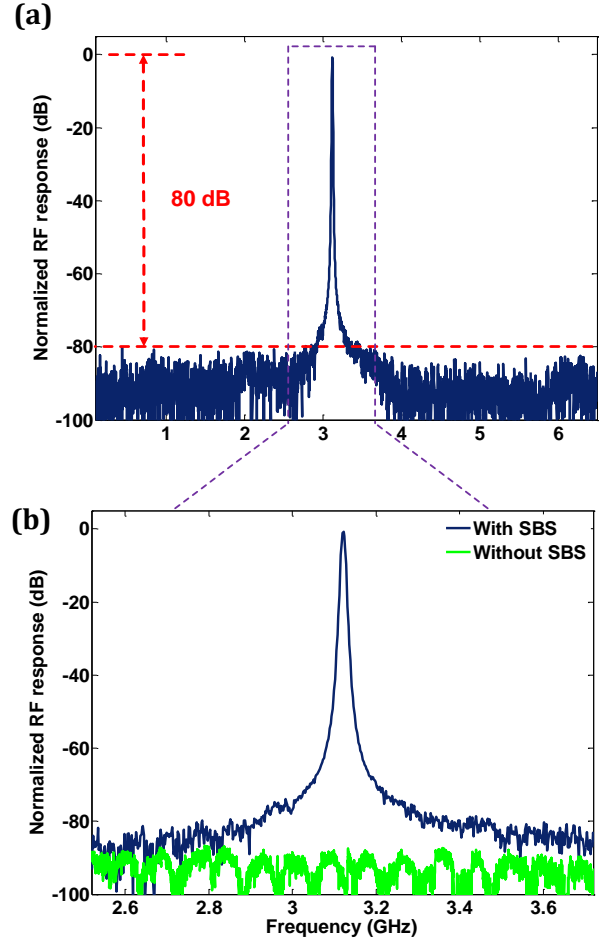 (a)
Normalized RF response (dB)
0
-20
-40
-60
-80
-100
80 dB
1 2 3 4 5 6
(b)
Normalized RF response (dB)
0
-20
-40
-60
-80
-100
With SBS
Without SBS
2.6 2.8 3 3.2 3.4 3.6
Frequency (GHz)